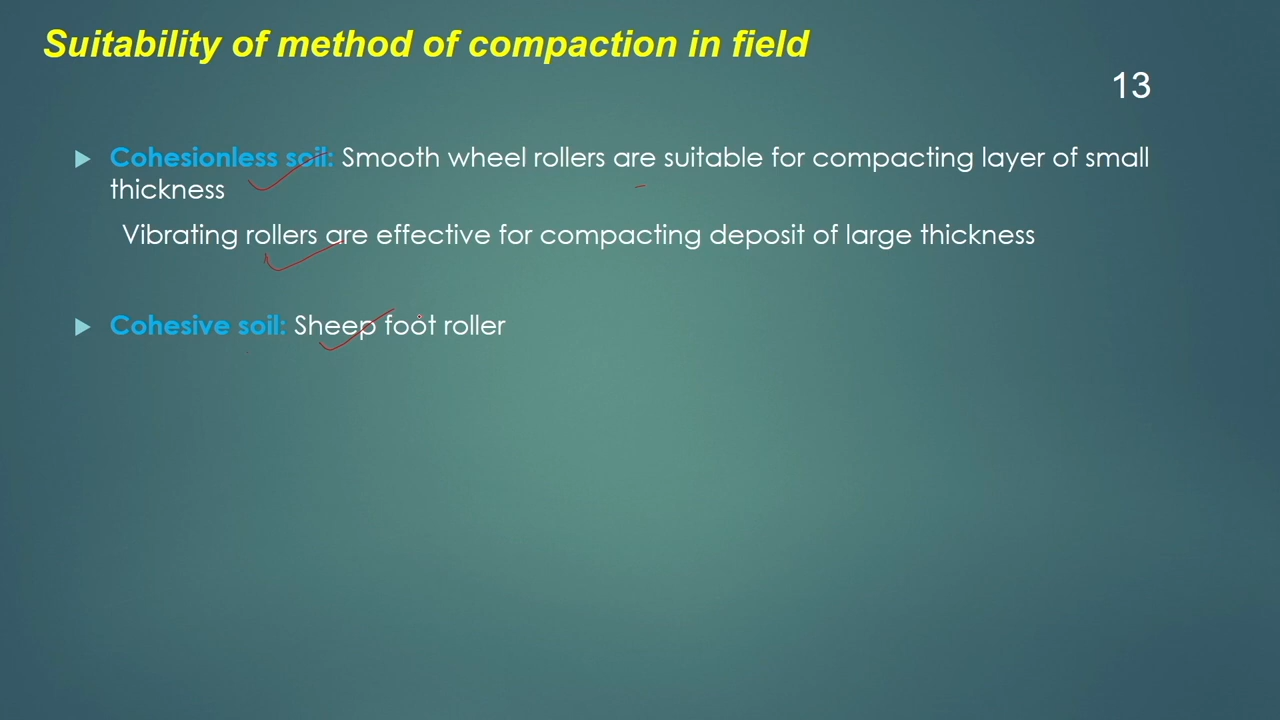 Suitability of method of compaction in field
13
Cohesionless soil: Smooth wheel rollers are suitable for compacting layer of small
thickness
Vibrating rollers are effective for compacting deposit of large thickness
Cohesive soil: Sheep foot roller